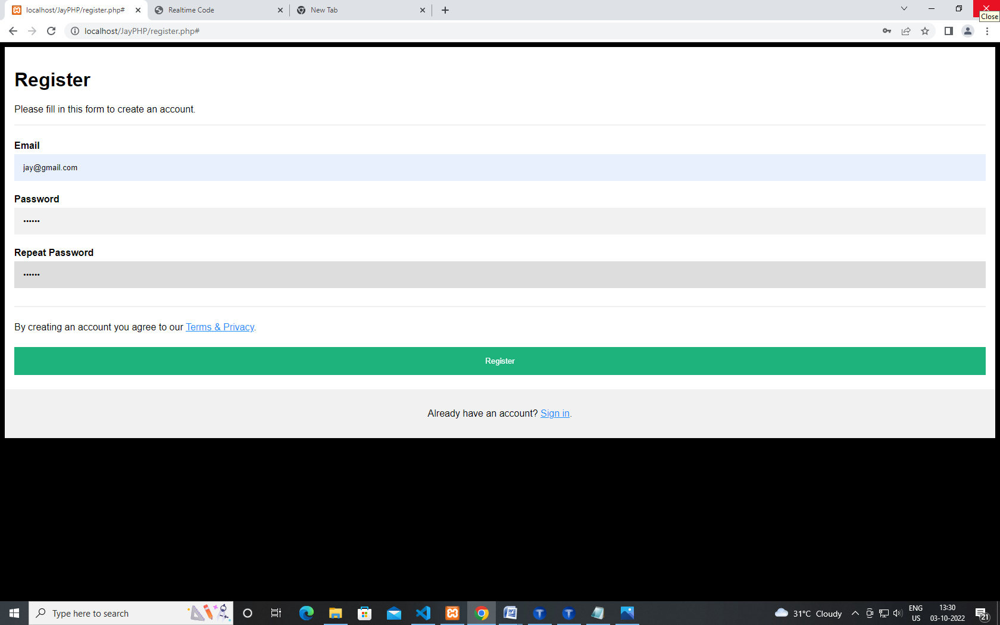 localhost/JayPHP/register.php#
Realtime Code
New Tab
Close
localhost/JayPHP/register.php#
Register
Please fill in this form to create an account.
Email
jay@gmail.com
Password
••••••
Repeat Password
••••••
By creating an account you agree to our Terms & Privacy.
Register
Already have an account? Sign in.
Type here to search
31°C Cloudy
ENG
US
13:30
03-10-2022
21